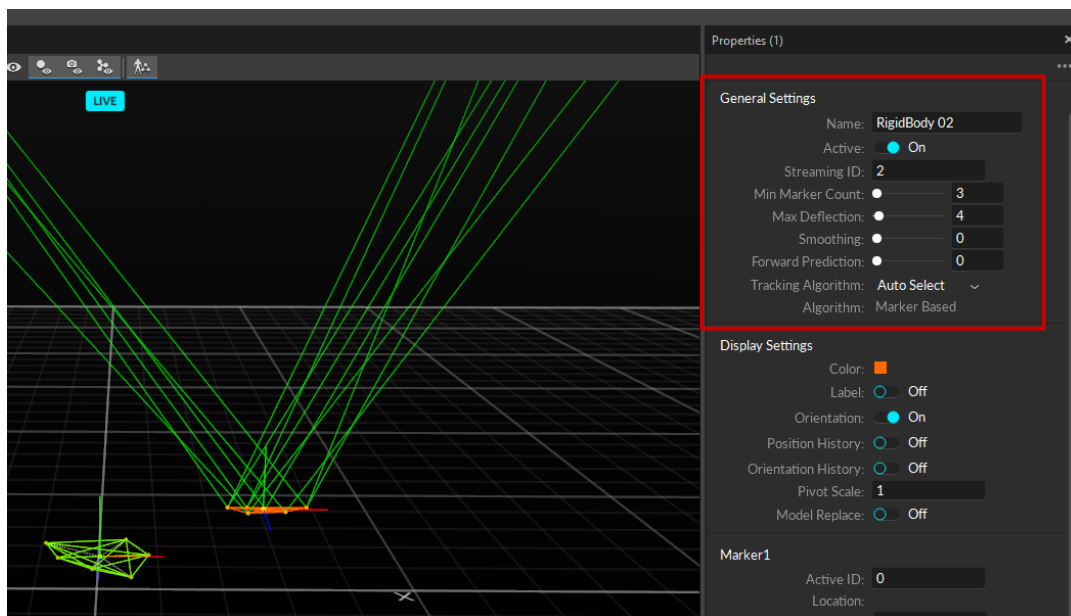 Properties (1)
LIVE
General Settings
Name: RigidBody 02
Active: On
Streaming ID: 2
Min Marker Count: 3
Max Deflection: 4
Smoothing: 0
Forward Prediction: 0
Tracking Algorithm: Auto Select
Algorithm: Marker Based
Display Settings
Color:
Label: Off
Orientation: On
Position History: Off
Orientation History: Off
Pivot Scale: 1
Model Replace: Off
Marker1
Active ID: 0
Location: